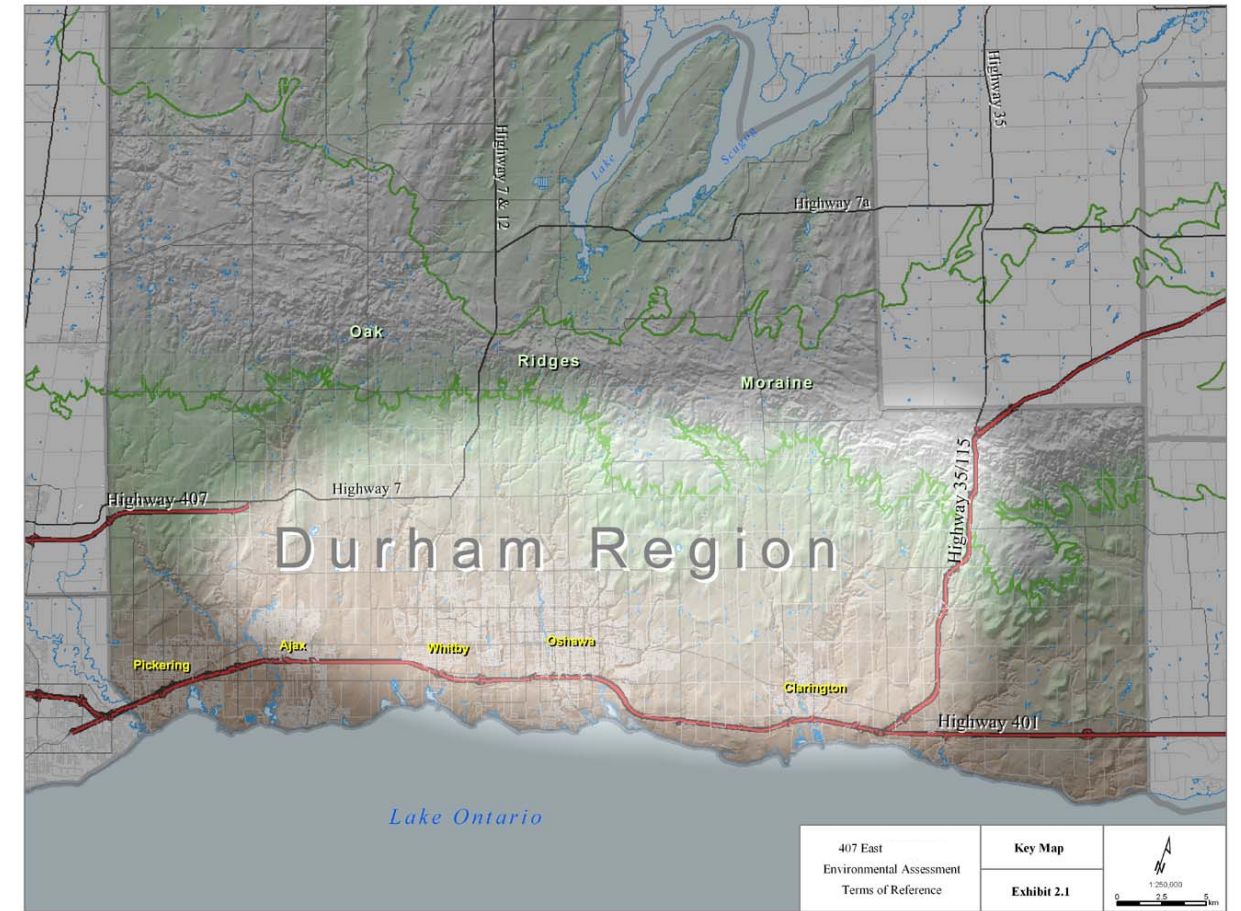 Highway 35
Highway 7 & 12
Lake
Scugog
Highway 7a
Oak
Ridges
Moraine
Highway 407
Highway 7
Highway 35/115
Durham Region
Ajax
Whitby
Oshawa
Pickering
Clarington
Highway 401
Lake Ontario
407 East
Environmental Assessment
Terms of Reference
Key Map
Exhibit 2.1
N
1:250,000
0 2.5 5
km